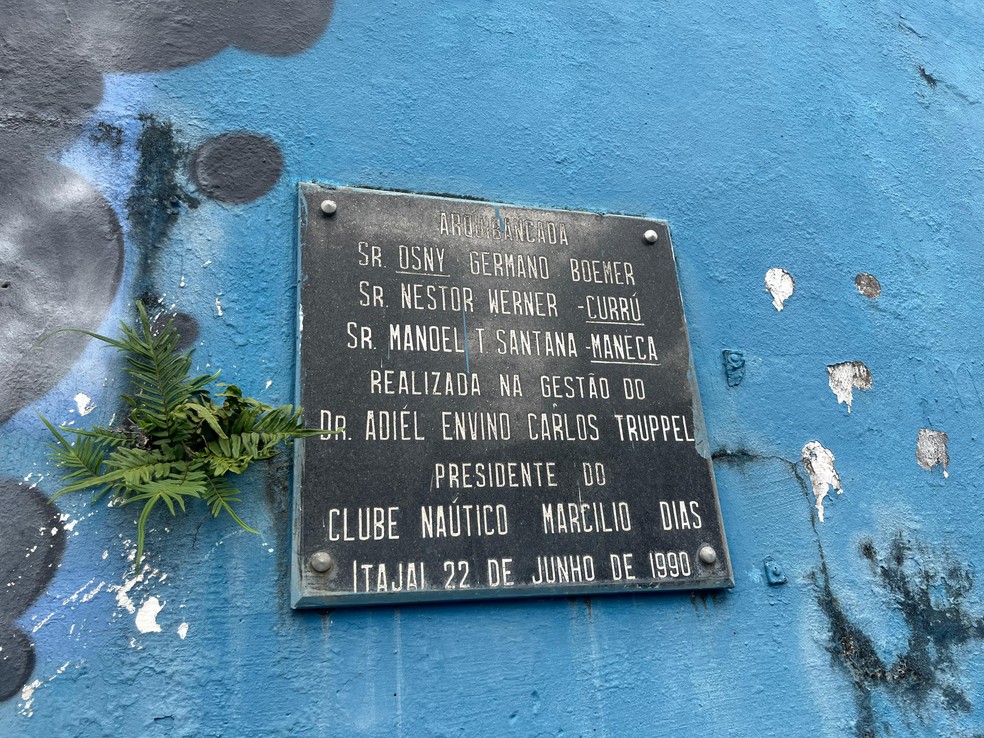 ARQUIBANCADA
SR. OSNY GERMANO BOEMER
SR. NESTOR WERNER -CURRÚ
SR. MANOEL T SANTANA-MANECA
REALIZADA NA GESTÃO DO
DR. ADIÉL ENVINO CARLOS TRUPPEL
PRESIDENTE DO
CLUBE NAÚTICO MARCILIO DIAS
ITAJAI 22 DE JUNHO DE 1990